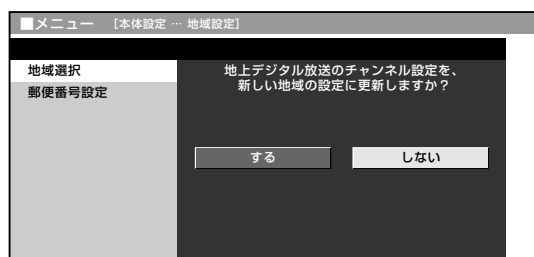 ■メニュー [本体設定 … 地域設定]
地域選択
郵便番号設定
地上デジタル放送のチャンネル設定を、
新しい地域の設定に更新しますか？
する
しない